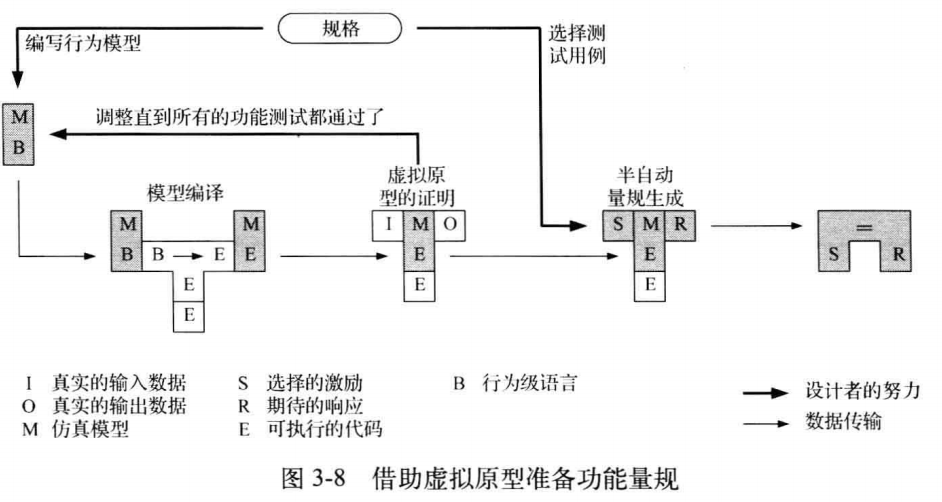 规格
编写行为模型
选择测
试用例
M
B
调整直到所有的功能测试都通过了
模型编译
虚拟原
型的证明
半自动
量规生成
M
B
B → E
M
E
E
E
I M O
E
E
S M R
E
E
=
S R
I 真实的输入数据
O 真实的输出数据
M 仿真模型
S 选择的激励
R 期待的响应
E 可执行的代码
B 行为级语言
设计者的努力
数据传输
图 3-8 借助虚拟原型准备功能量规